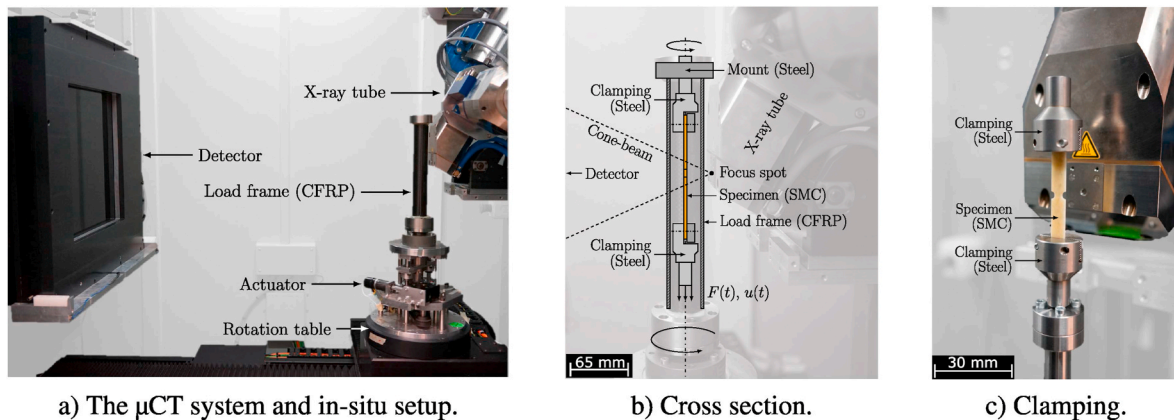 X-ray tube
Detector
Load frame (CFRP)
Actuator
Rotation table
a) The µCT system and in-situ setup.
Mount (Steel)
Clamping
(Steel)
Cone-beam
X-ray tube
Detector
Focus spot
Specimen (SMC)
Load frame (CFRP)
Clamping
(Steel)
F(t), u(t)
65 mm
b) Cross section.
Clamping
(Steel)
Specimen
(SMC)
Clamping
(Steel)
30 mm
c) Clamping.